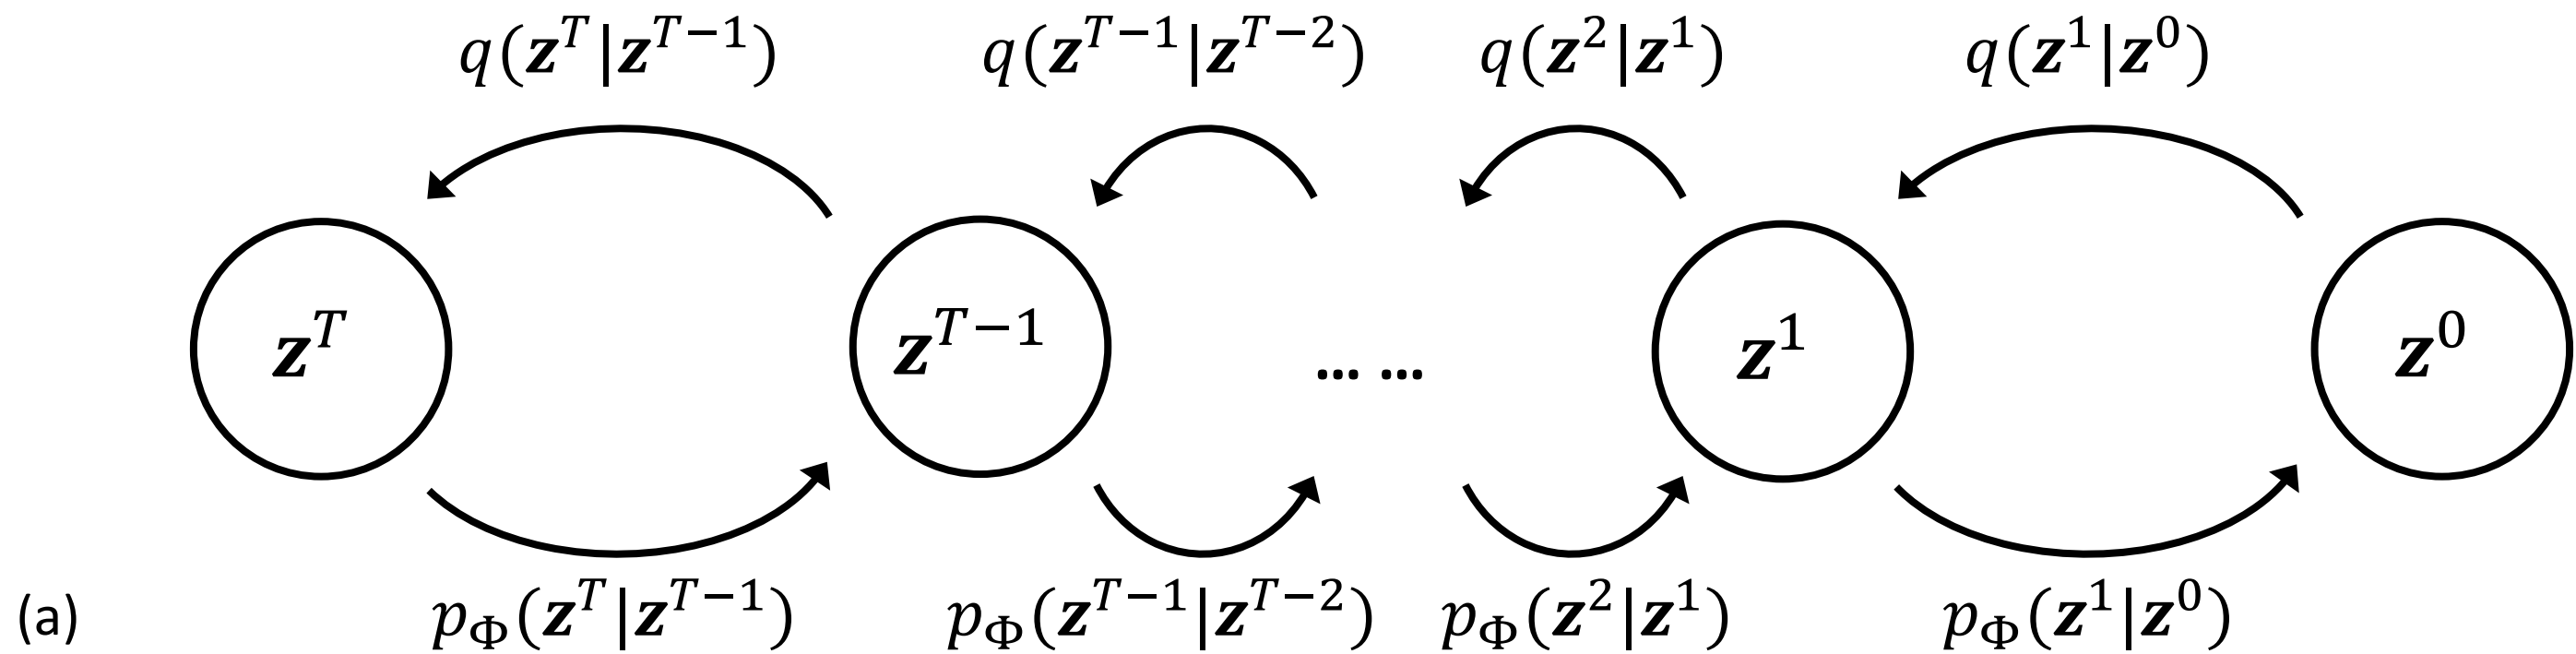 q(z^T|z^{T−1}) q(z^{T−1}|z^{T−2}) q(z^2|z^1) q(z^1|z^0)
z^T z^{T−1} ... ... z^1 z^0
(a) p_Φ(z^T|z^{T−1}) p_Φ(z^{T−1}|z^{T−2}) p_Φ(z^2|z^1) p_Φ(z^1|z^0)